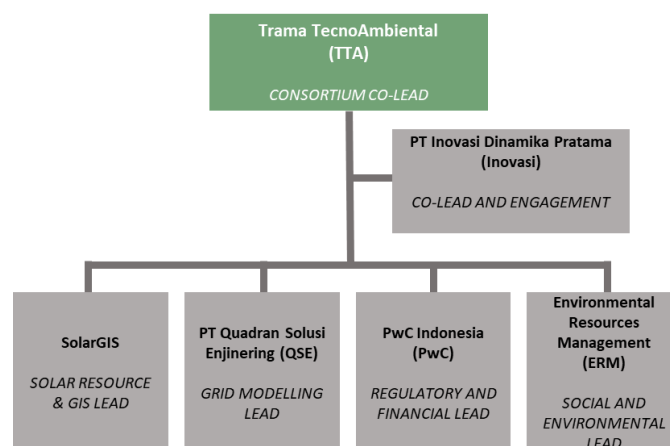 Trama TecnoAmbiental
(TTA)
CONSORTIUM CO-LEAD
PT Inovasi Dinamika Pratama
(Inovasi)
CO-LEAD AND ENGAGEMENT
SolarGIS
SOLAR RESOURCE
& GIS LEAD
PT Quadran Solusi
Enjinering (QSE)
GRID MODELLING
LEAD
PwC Indonesia
(PwC)
REGULATORY AND
FINANCIAL LEAD
Environmental
Resources
Management
(ERM)
SOCIAL AND
ENVIRONMENTAL
LEAD